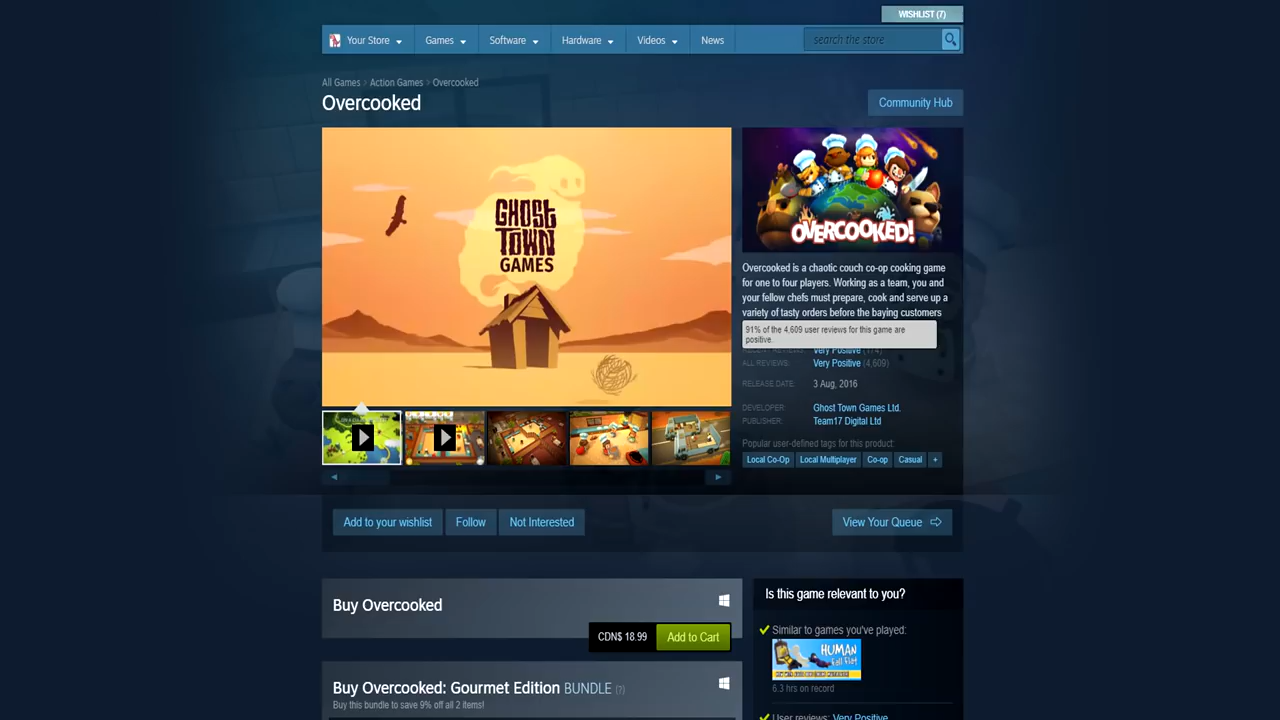 WISHLIST (7)
Your Store Games Software Hardware Videos News search the store
All Games > Action Games > Overcooked
Overcooked
Community Hub
GHOST
TOWN
GAMES
OVERCOOKED!
Overcooked is a chaotic couch co-op cooking game
for one to four players. Working as a team, you and
your fellow chefs must prepare, cook and serve up a
variety of tasty orders before the baying customers
91% of the 4,609 user reviews for this game are
positive.
RECENT REVIEWS: Very Positive (174)
ALL REVIEWS: Very Positive (4,609)
RELEASE DATE: 3 Aug, 2016
DEVELOPER: Ghost Town Games Ltd.
PUBLISHER: Team17 Digital Ltd
Popular user-defined tags for this product:
Local Co-Op Local Multiplayer Co-op Casual +
Add to your wishlist Follow Not Interested View Your Queue
Buy Overcooked
CDN$ 18.99 Add to Cart
Buy Overcooked: Gourmet Edition BUNDLE (?)
Buy this bundle to save 9% off all 2 items!
Is this game relevant to you?
Similar to games you've played:
HUMAN
Fall Flat
6.3 hrs on record
User reviews: Very Positive